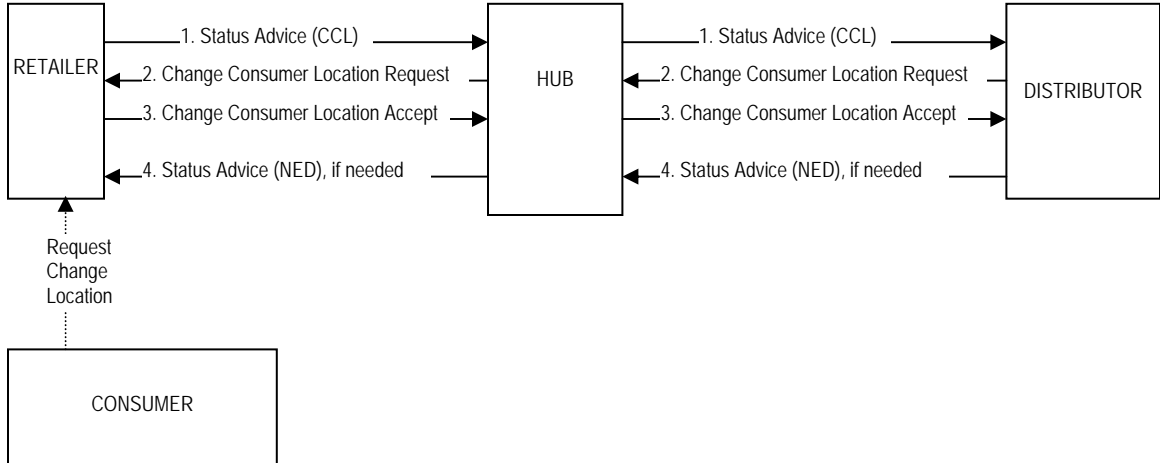 RETAILER
1. Status Advice (CCL)
2. Change Consumer Location Request
3. Change Consumer Location Accept
4. Status Advice (NED), if needed
HUB
1. Status Advice (CCL)
2. Change Consumer Location Request
3. Change Consumer Location Accept
4. Status Advice (NED), if needed
DISTRIBUTOR
Request
Change
Location
CONSUMER